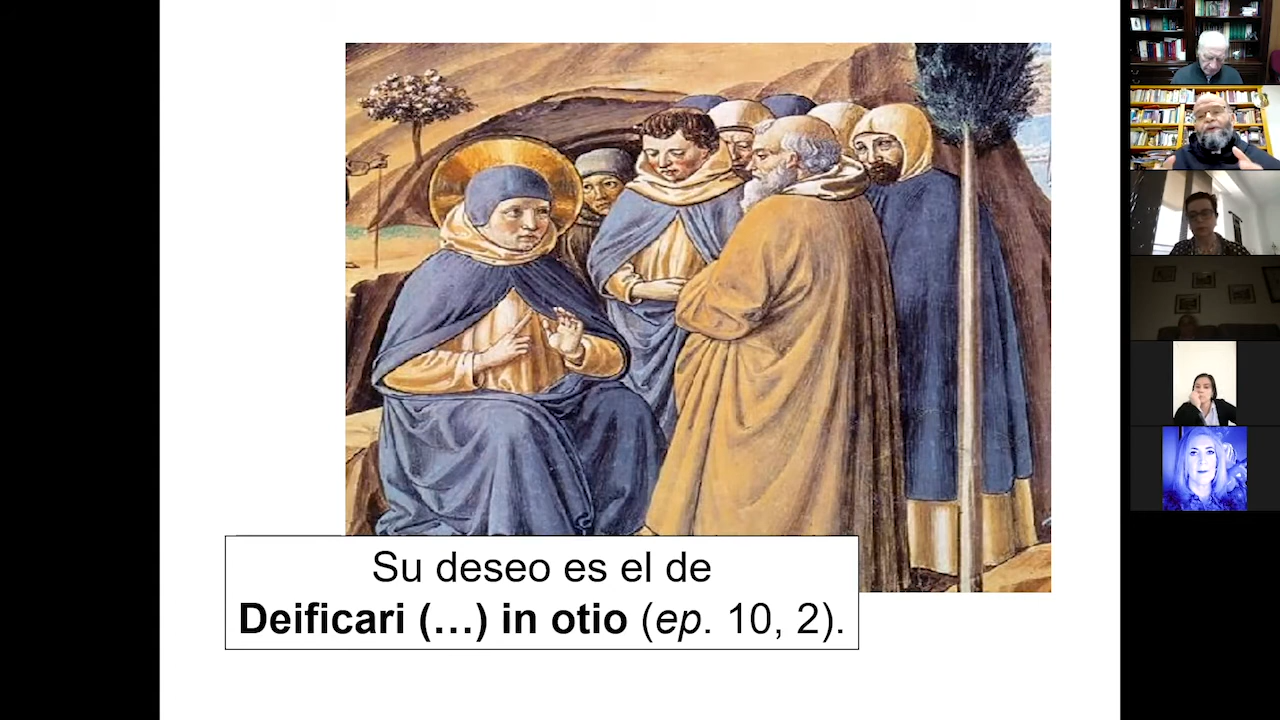 Su deseo es el de
Deificari (…) in otio (ep. 10, 2).